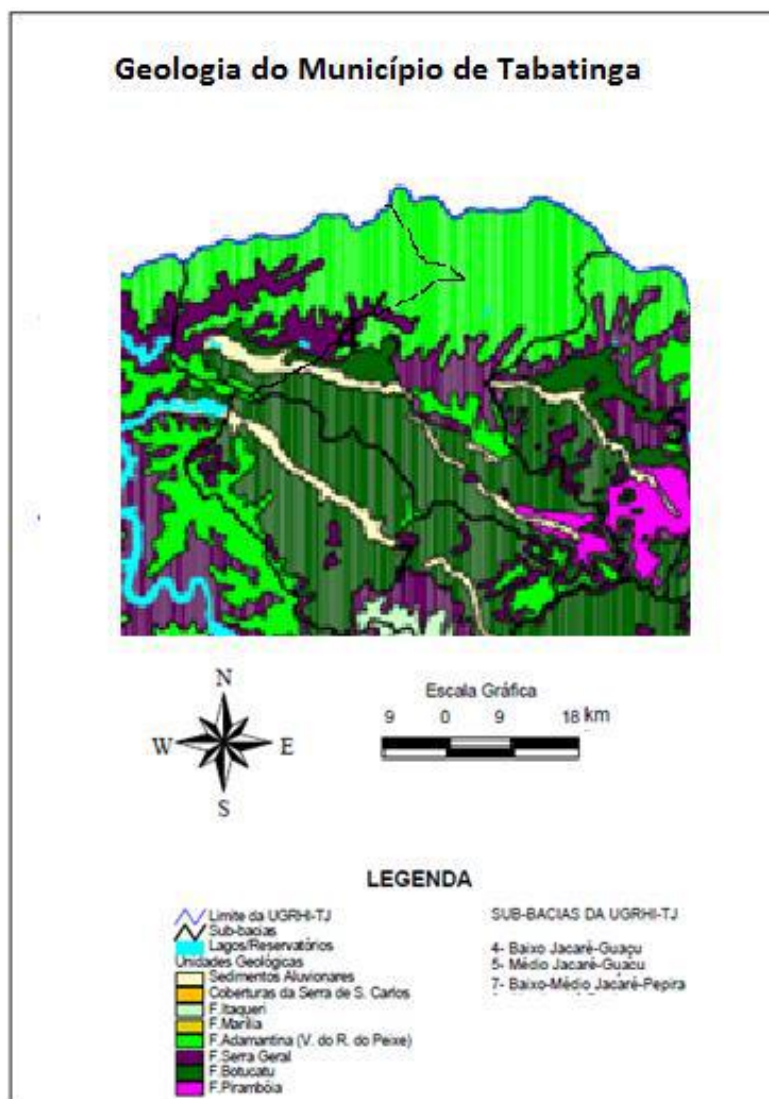 Geologia do Município de Tabatinga
4
5
N
W E
S
Escala Gráfica
9 0 9 18 km
LEGENDA
Limite da UGRHI-TJ
Sub-bacias
Lagos/Reservatórios
Unidades Geológicas
Sedimentos Aluvionares
Coberturas da Serra de S. Carlos
F.Itaqueri
F.Marília
F.Adamantina (V. do R. do Peixe)
F.Serra Geral
F.Botucatu
F.Pirambóia
SUB-BACIAS DA UGRHI-TJ
4- Baixo Jacaré-Guaçu
5- Médio Jacaré-Guacu
7- Baixo-Médio Jacaré-Pepira